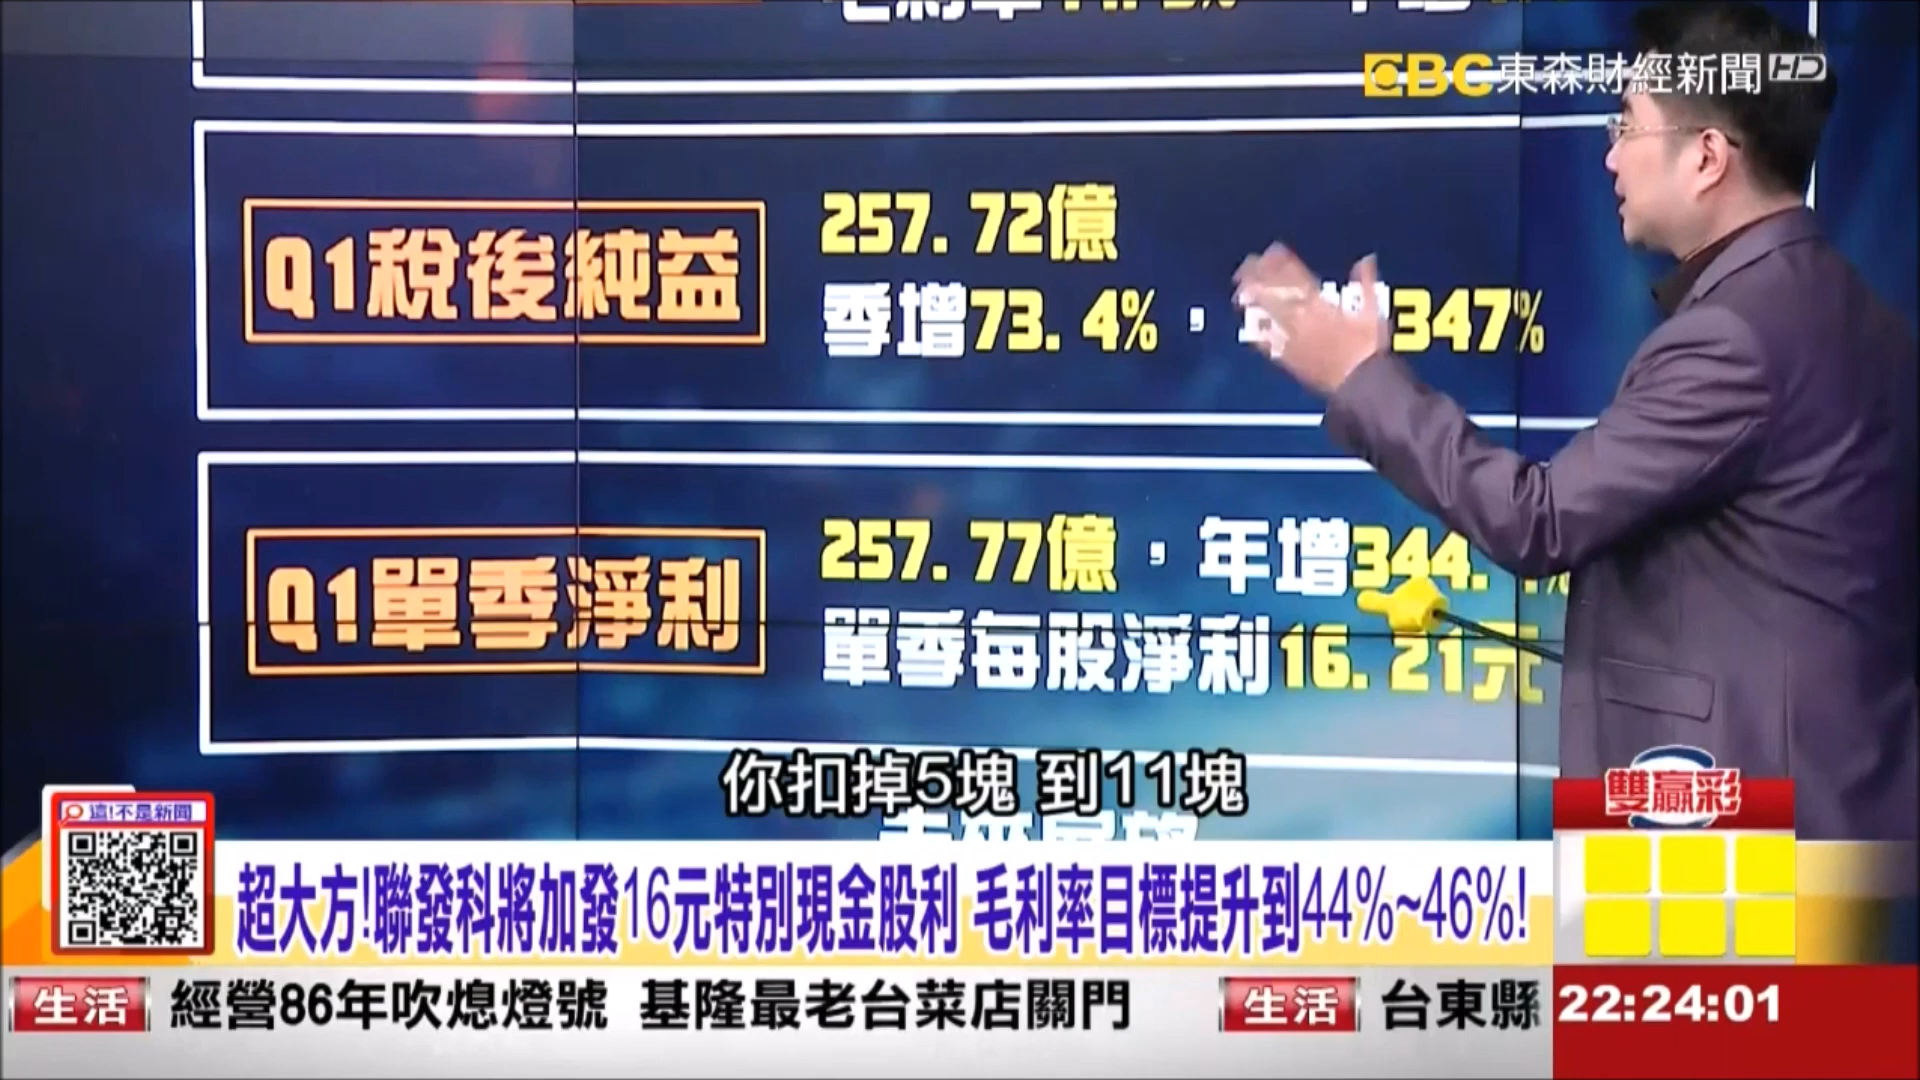 EBC東森財經新聞HD
Q1稅後純益
257.72億
季增73.4%，
347%
Q1單季淨利
257.77億，年增344.
單季每股淨利16.21元
你扣掉5塊 到11塊
這!不是新聞
超大方!聯發科將加發16元特別現金股利 毛利率目標提升到44%~46%!
雙贏彩
生活 經營86年吹熄燈號 基隆最老台菜店關門 生活 台東縣
22:24:01